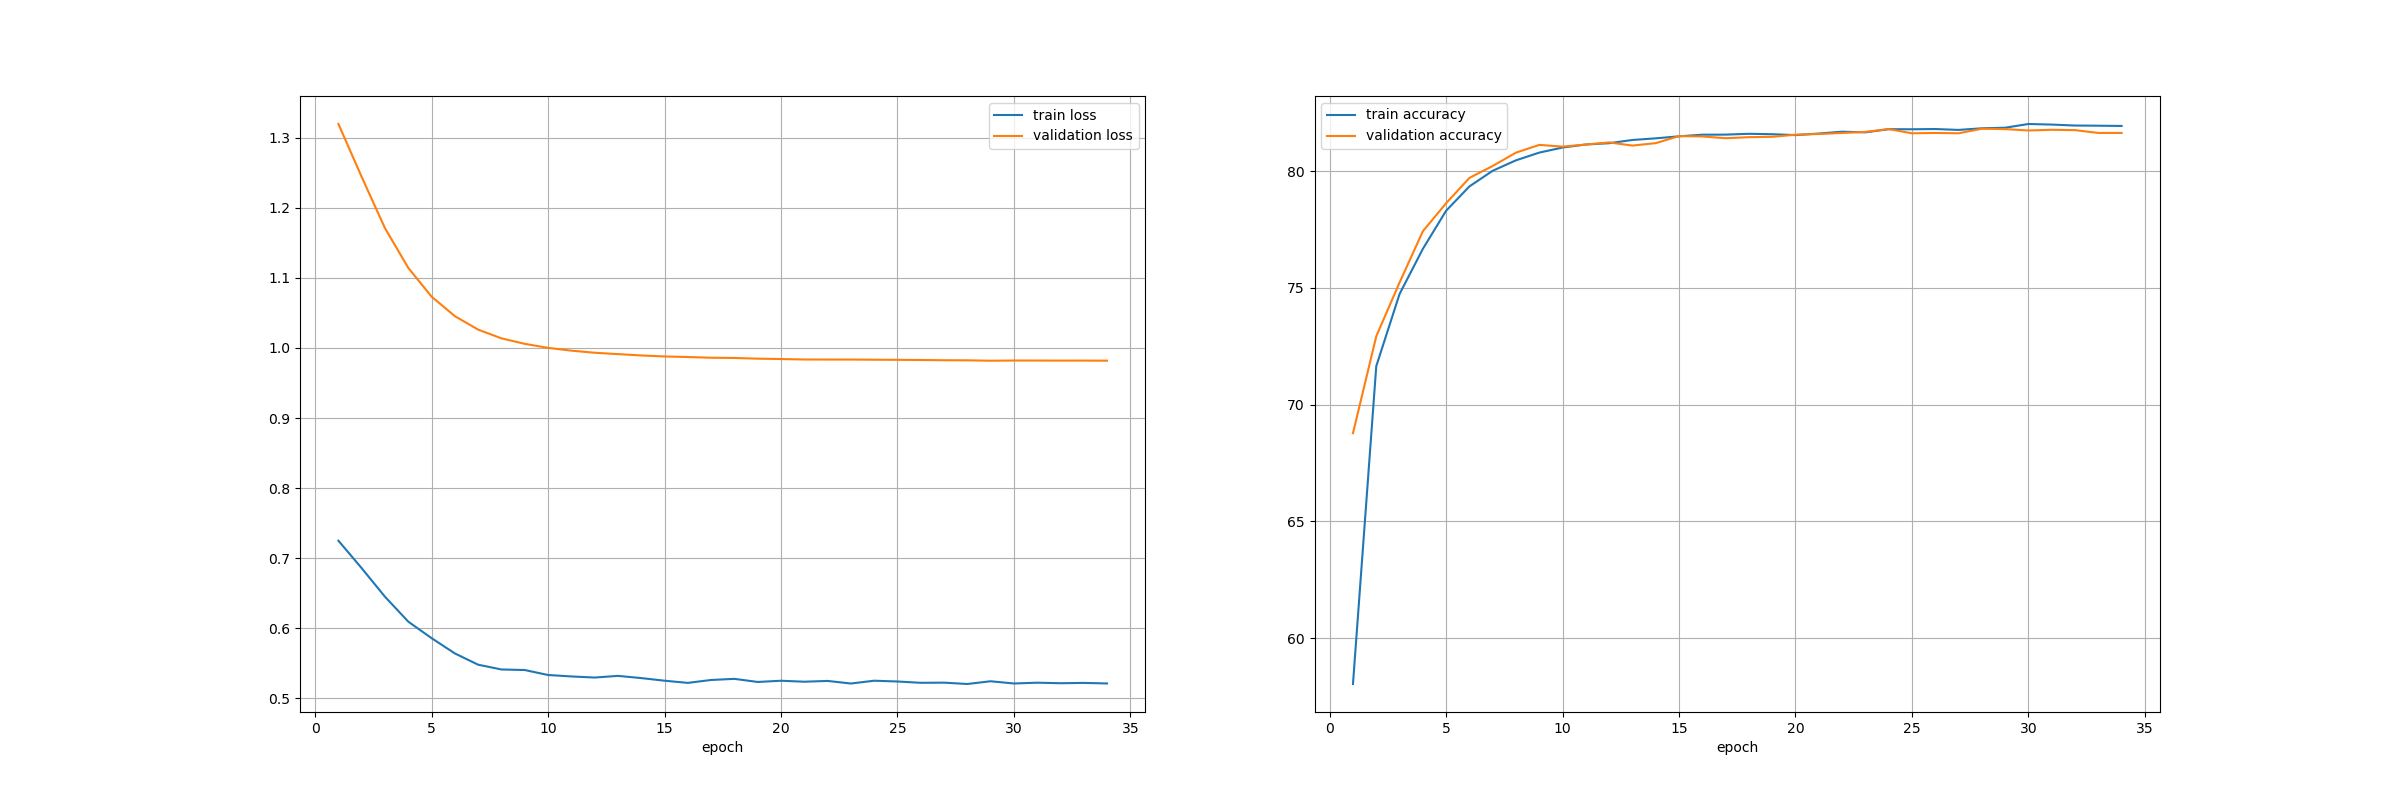 train loss
validation loss
1.3
1.2
1.1
1.0
0.9
0.8
0.7
0.6
0.5
0 5 10 15 20 25 30 35
epoch
train accuracy
validation accuracy
80
75
70
65
60
0 5 10 15 20 25 30 35
epoch